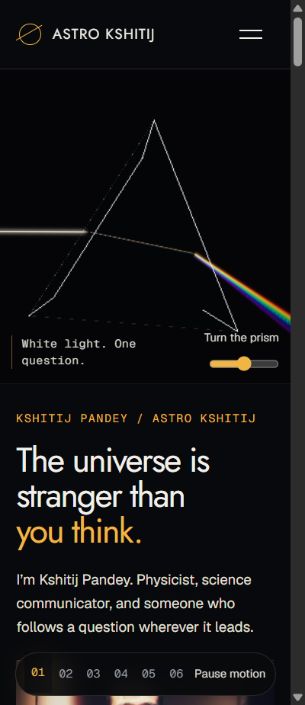 ASTRO KSHITIJ
White light. One
question.
Turn the prism
KSHITIJ PANDEY / ASTRO KSHITIJ
The universe is
stranger than
you think.
I'm Kshitij Pandey. Physicist, science
communicator, and someone who
follows a question wherever it leads.
01 02 03 04 05 06 Pause motion